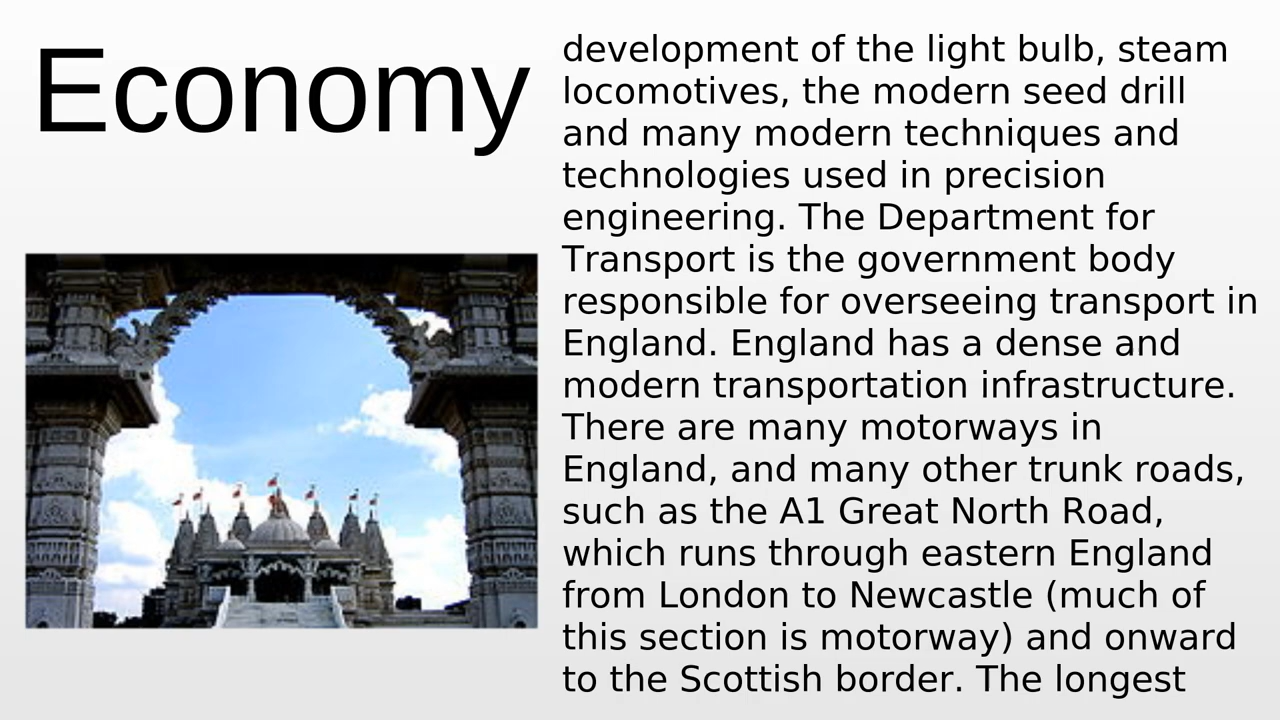 Economy
development of the light bulb, steam
locomotives, the modern seed drill
and many modern techniques and
technologies used in precision
engineering. The Department for
Transport is the government body
responsible for overseeing transport in
England. England has a dense and
modern transportation infrastructure.
There are many motorways in
England, and many other trunk roads,
such as the A1 Great North Road,
which runs through eastern England
from London to Newcastle (much of
this section is motorway) and onward
to the Scottish border. The longest